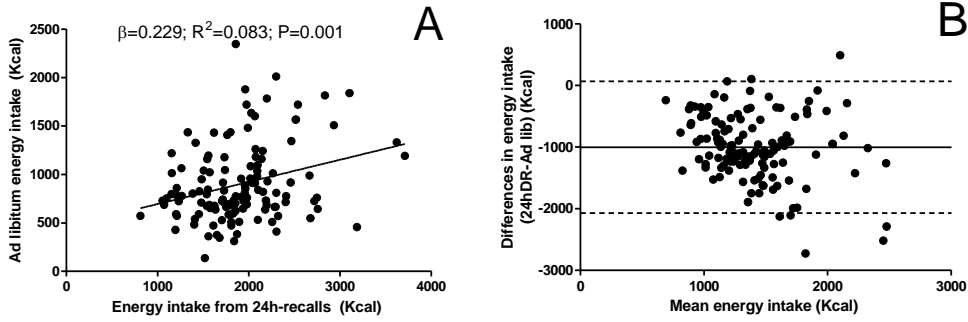 A
β=0.229; R²=0.083; P=0.001
Ad libitum energy intake (Kcal)
2500
2000
1500
1000
500
0
0 1000 2000 3000 4000
Energy intake from 24h-recalls (Kcal)
B
Differences in energy intake
(24hDR-Ad lib) (Kcal)
1000
0
-1000
-2000
-3000
0 1000 2000 3000
Mean energy intake (Kcal)